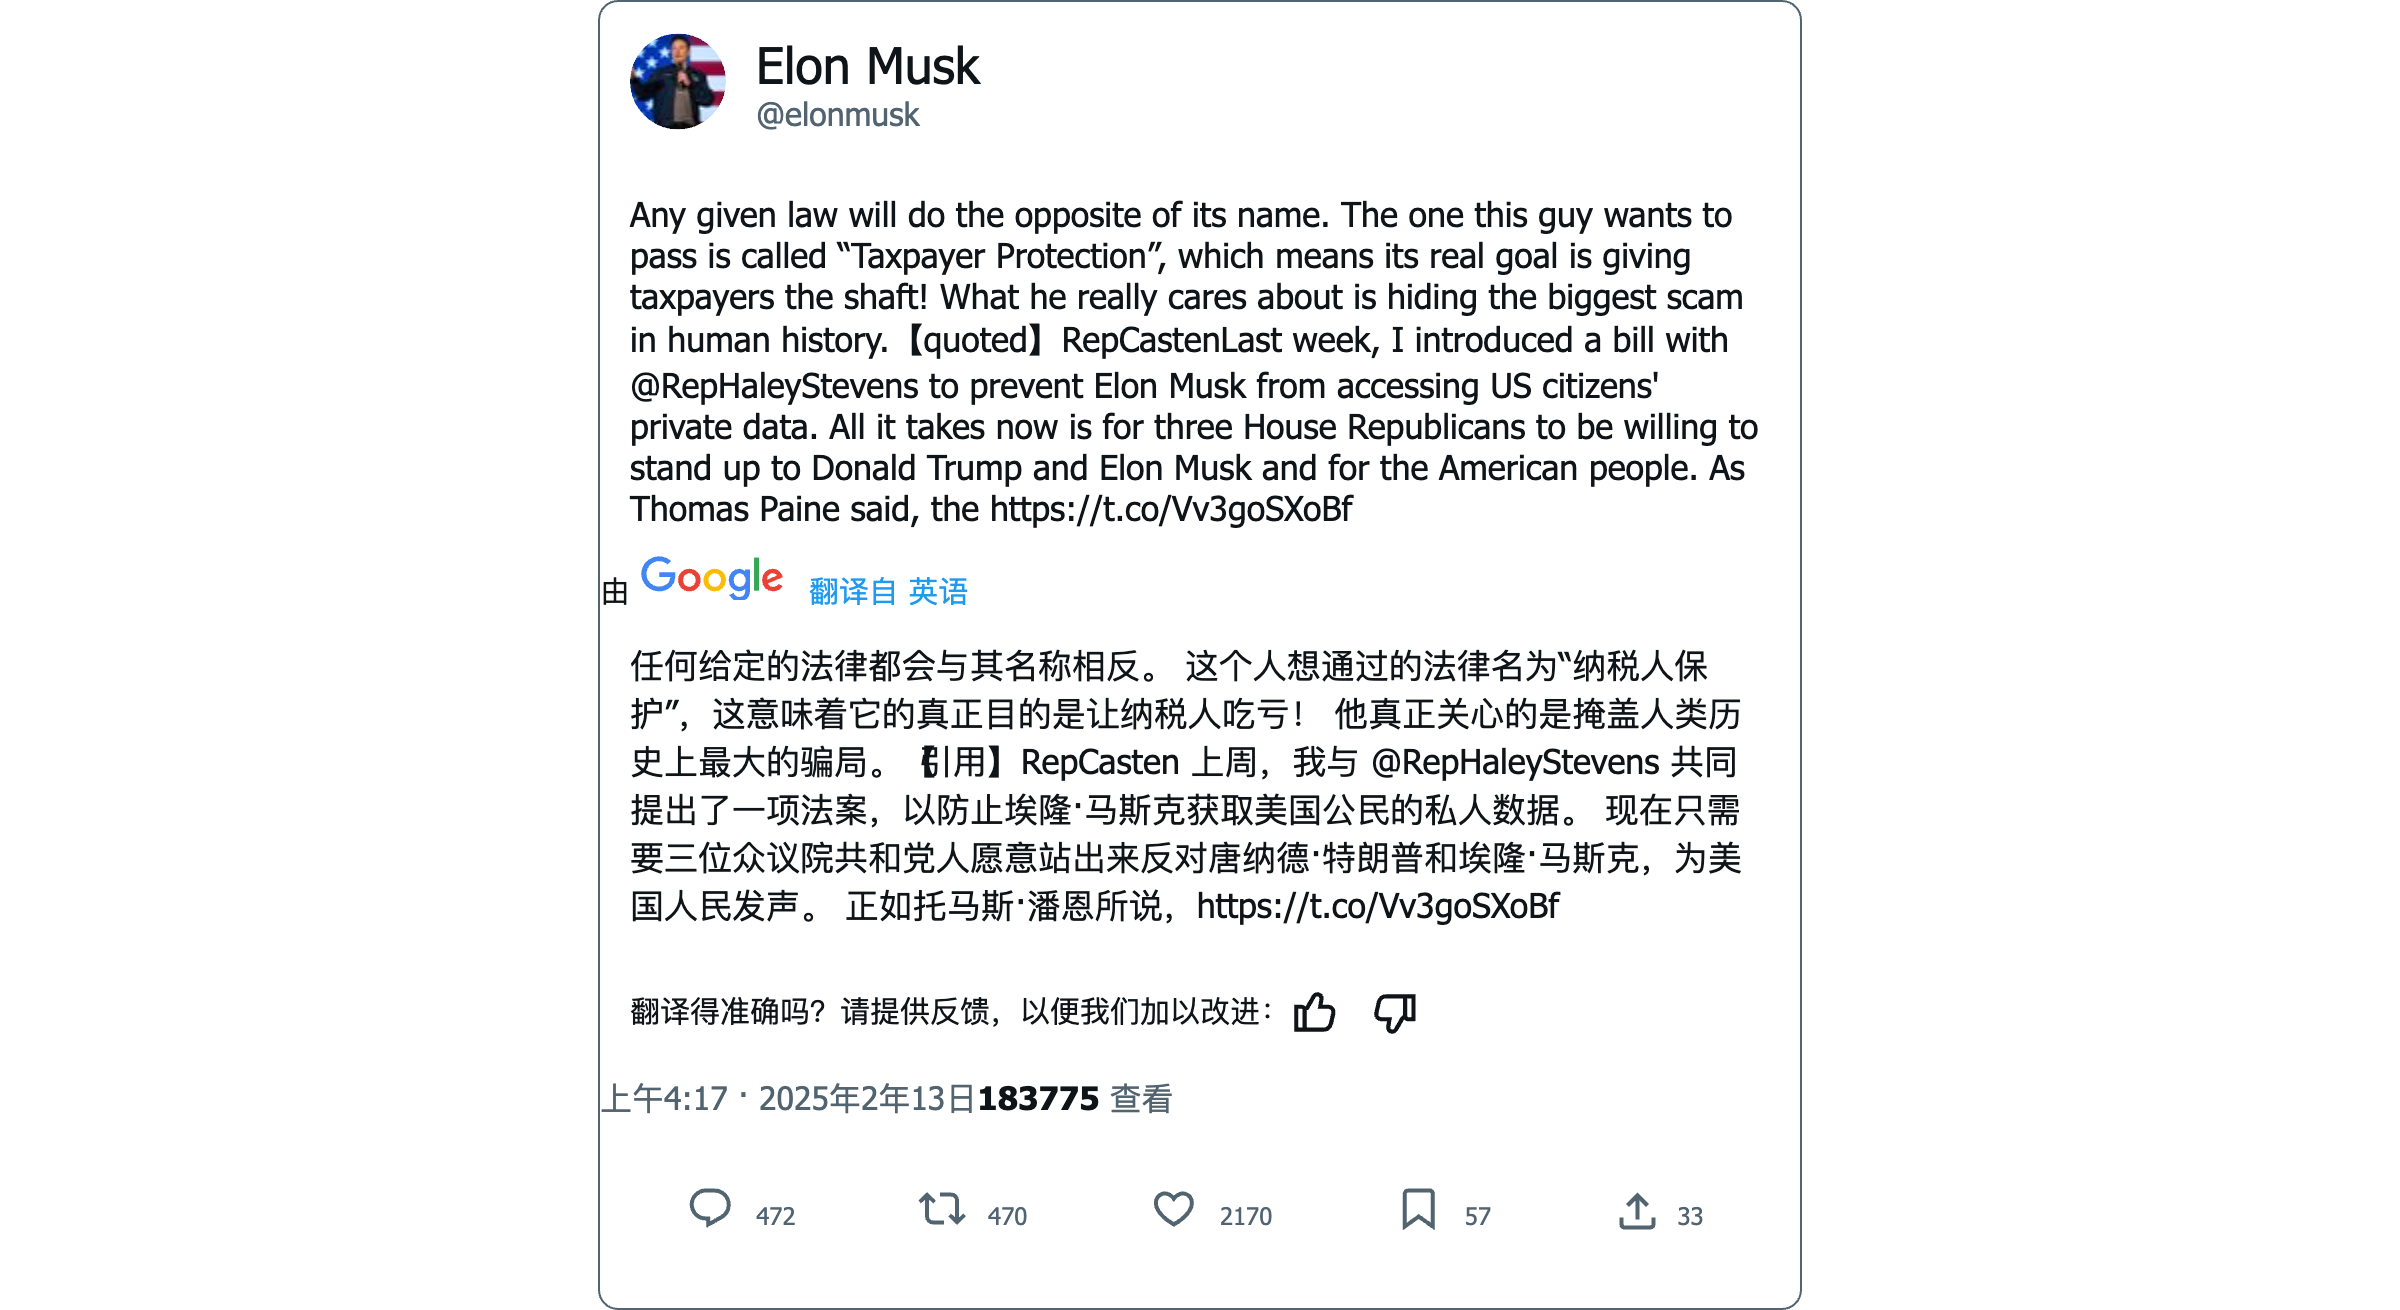 Elon Musk
@elonmusk
Any given law will do the opposite of its name. The one this guy wants to
pass is called “Taxpayer Protection”, which means its real goal is giving
taxpayers the shaft! What he really cares about is hiding the biggest scam
in human history.【quoted】RepCastenLast week, I introduced a bill with
@RepHaleyStevens to prevent Elon Musk from accessing US citizens'
private data. All it takes now is for three House Republicans to be willing to
stand up to Donald Trump and Elon Musk and for the American people. As
Thomas Paine said, the https://t.co/Vv3goSXoBf
由 Google 翻译自 英语
任何给定的法律都会与其名称相反。 这个人想通过的法律名为“纳税人保
护”，这意味着它的真正目的是让纳税人吃亏！ 他真正关心的是掩盖人类历
史上最大的骗局。【引用】RepCasten 上周，我与 @RepHaleyStevens 共同
提出了一项法案，以防止埃隆·马斯克获取美国公民的私人数据。 现在只需
要三位众议院共和党人愿意站出来反对唐纳德·特朗普和埃隆·马斯克，为美
国人民发声。 正如托马斯·潘恩所说，https://t.co/Vv3goSXoBf
翻译得准确吗？请提供反馈，以便我们加以改进：
上午4:17 · 2025年2年13日183775 查看
472 470 2170 57 33